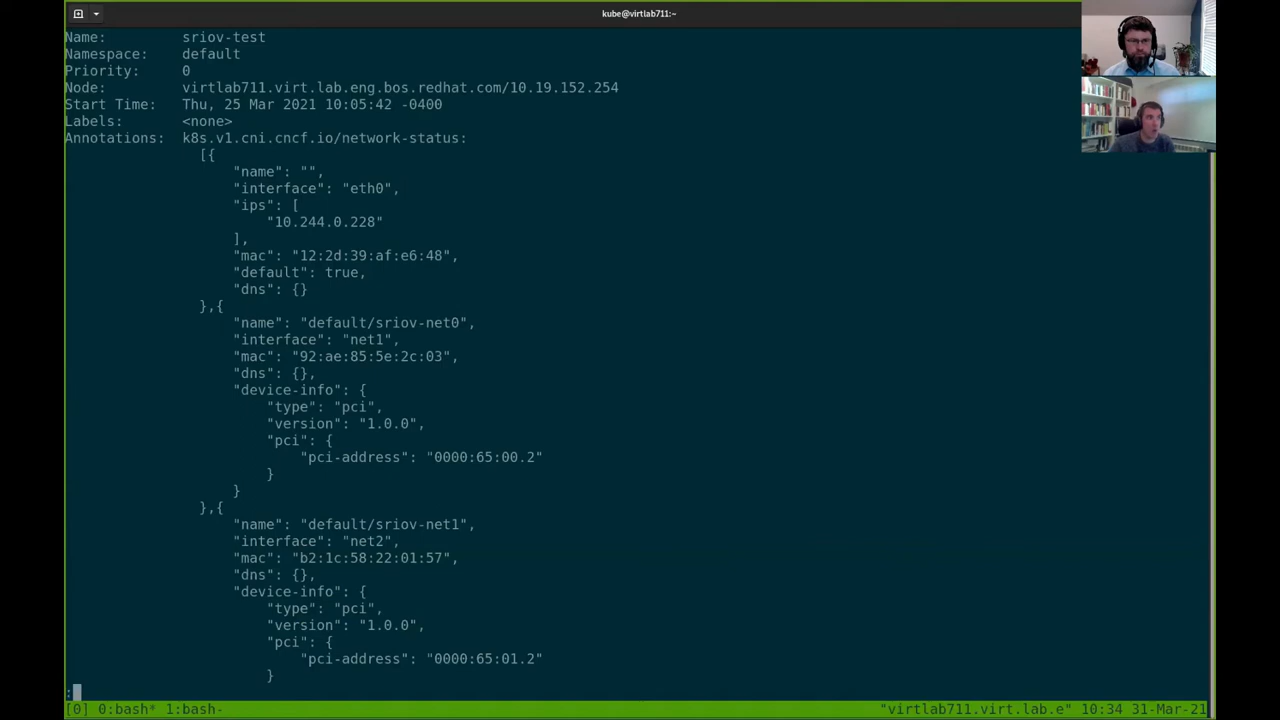 kube@virtlab711:~
Name:         sriov-test
Namespace:    default
Priority:     0
Node:         virtlab711.virt.lab.eng.bos.redhat.com/10.19.152.254
Start Time:   Thu, 25 Mar 2021 10:05:42 -0400
Labels:       <none>
Annotations:  k8s.v1.cni.cncf.io/network-status:
                [{
                    "name": "",
                    "interface": "eth0",
                    "ips": [
                        "10.244.0.228"
                    ],
                    "mac": "12:2d:39:af:e6:48",
                    "default": true,
                    "dns": {}
                },{
                    "name": "default/sriov-net0",
                    "interface": "net1",
                    "mac": "92:ae:85:5e:2c:03",
                    "dns": {},
                    "device-info": {
                        "type": "pci",
                        "version": "1.0.0",
                        "pci": {
                            "pci-address": "0000:65:00.2"
                        }
                    }
                },{
                    "name": "default/sriov-net1",
                    "interface": "net2",
                    "mac": "b2:1c:58:22:01:57",
                    "dns": {},
                    "device-info": {
                        "type": "pci",
                        "version": "1.0.0",
                        "pci": {
                            "pci-address": "0000:65:01.2"
                        }
:
[0] 0:bash* 1:bash- "virtlab711.virt.lab.e" 10:34 31-Mar-21